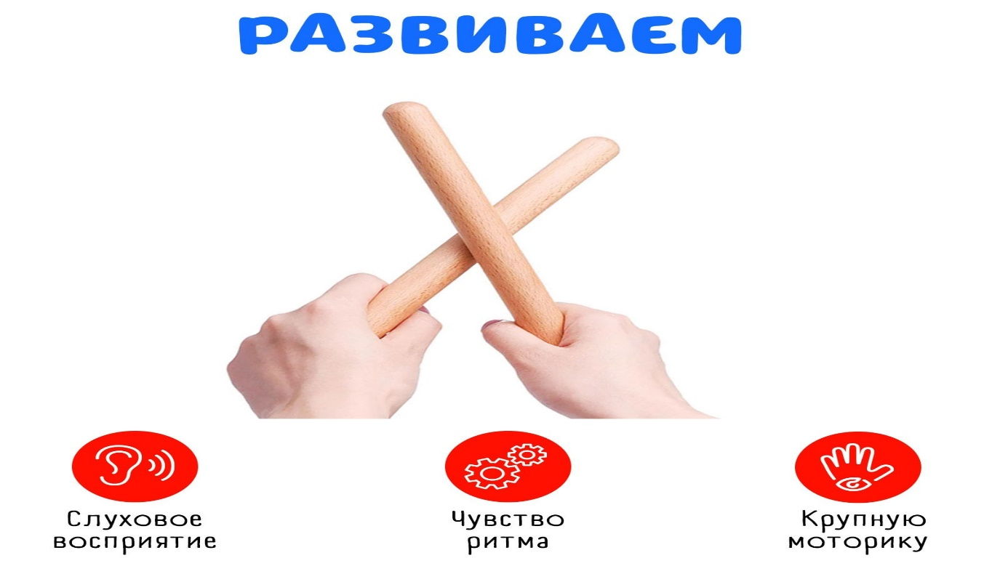 РАЗВИВАЕМ
Слуховое
восприятие
Чувство
ритма
Крупную
моторику